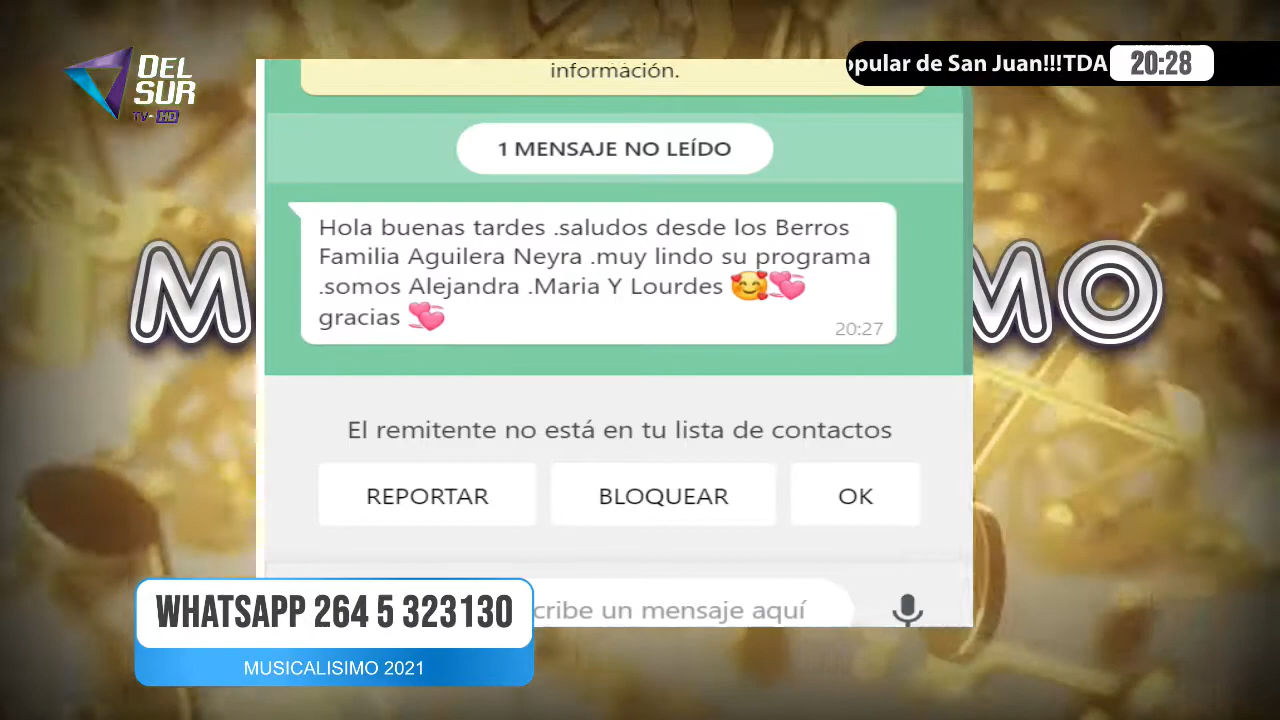 DEL
SUR
TV-HD
opular de San Juan!!!TDA
20:28
información.
1 MENSAJE NO LEÍDO
Hola buenas tardes .saludos desde los Berros
Familia Aguilera Neyra .muy lindo su programa
.somos Alejandra .Maria Y Lourdes 🥰💞
gracias 💞
20:27
M MO
El remitente no está en tu lista de contactos
REPORTAR
BLOQUEAR
OK
cribe un mensaje aquí
WHATSAPP 264 5 323130
MUSICALISIMO 2021